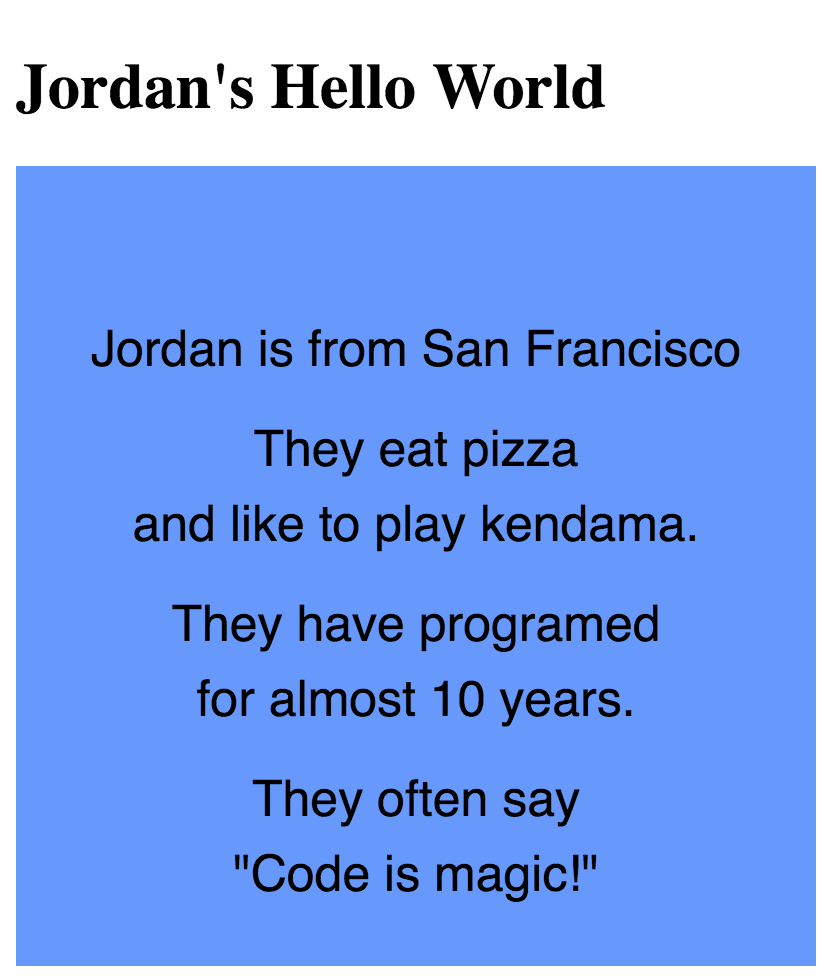 Jordan's Hello World
Jordan is from San Francisco
They eat pizza
and like to play kendama.
They have programed
for almost 10 years.
They often say
"Code is magic!"